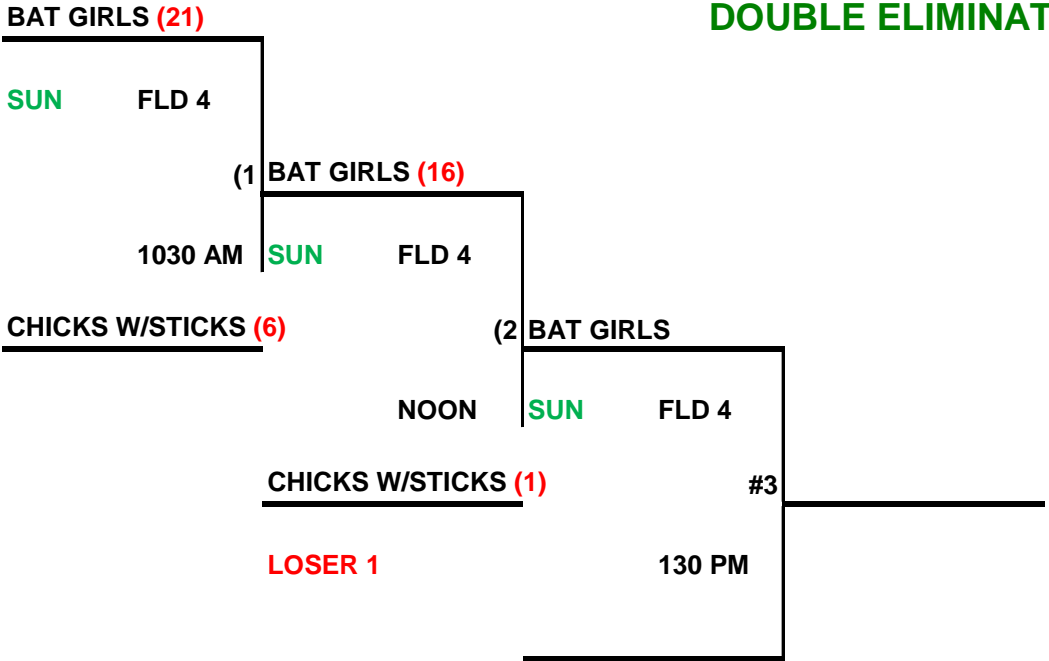 BAT GIRLS (21)
DOUBLE ELIMINAT
SUN FLD 4
(1 BAT GIRLS (16)
1030 AM SUN FLD 4
CHICKS W/STICKS (6)
(2 BAT GIRLS
NOON SUN FLD 4
CHICKS W/STICKS (1)
#3
LOSER 1
130 PM